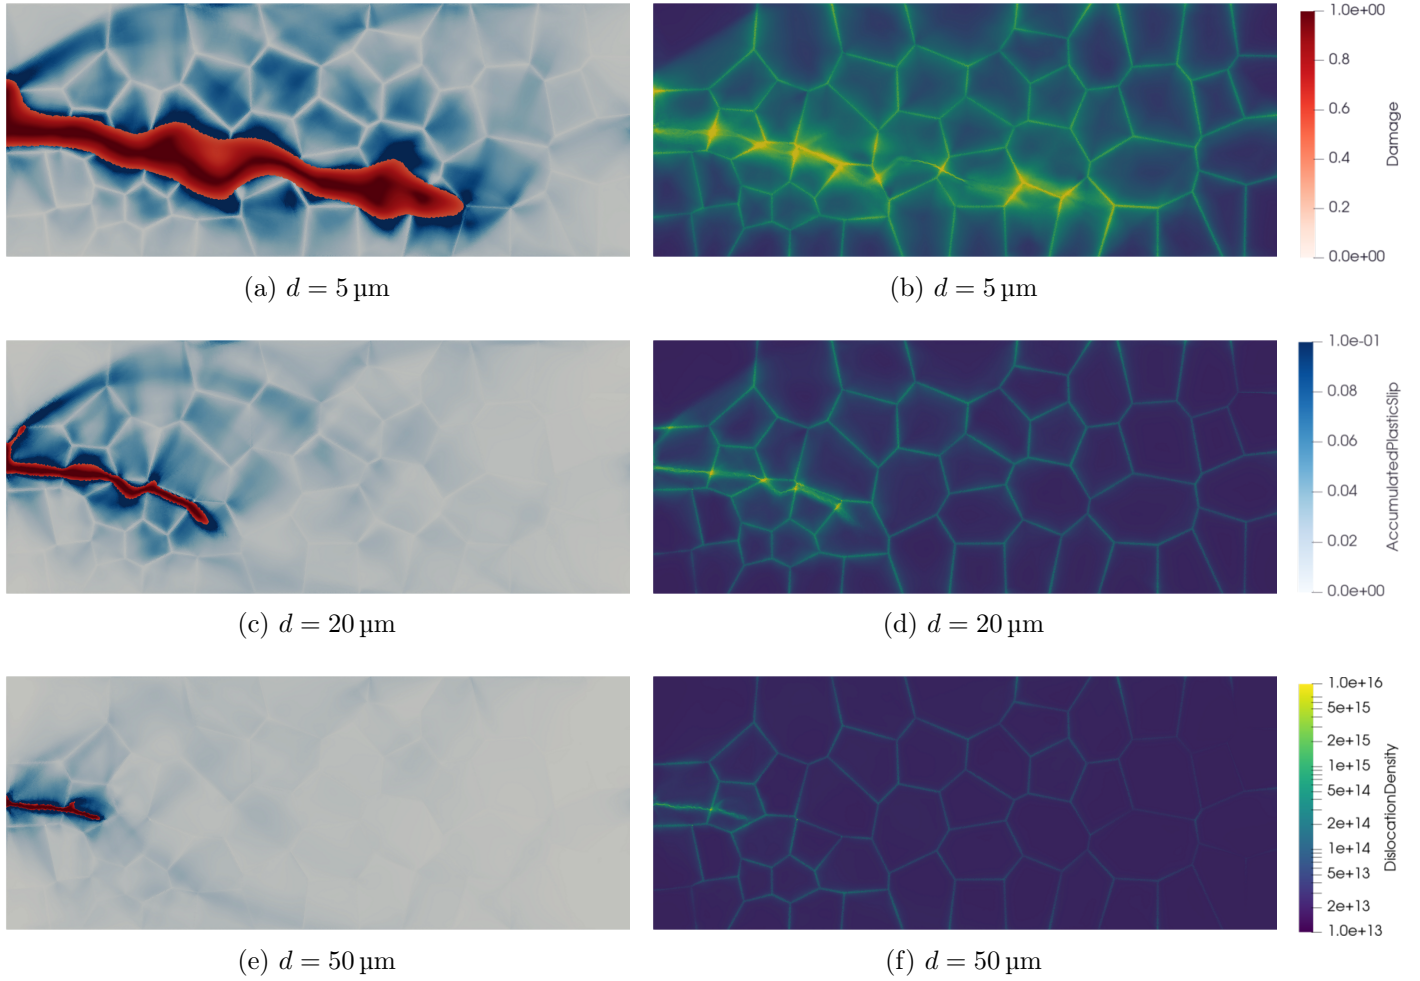 1.0e+00
0.8
0.6
0.4
0.2
0.0e+00
Damage
(a) d = 5 µm
(b) d = 5 µm
1.0e-01
0.08
0.06
0.04
0.02
0.0e+00
AccumulatedPlasticSlip
(c) d = 20 µm
(d) d = 20 µm
1.0e+16
5e+15
2e+15
1e+15
5e+14
2e+14
1e+14
5e+13
2e+13
1.0e+13
DislocationDensity
(e) d = 50 µm
(f) d = 50 µm